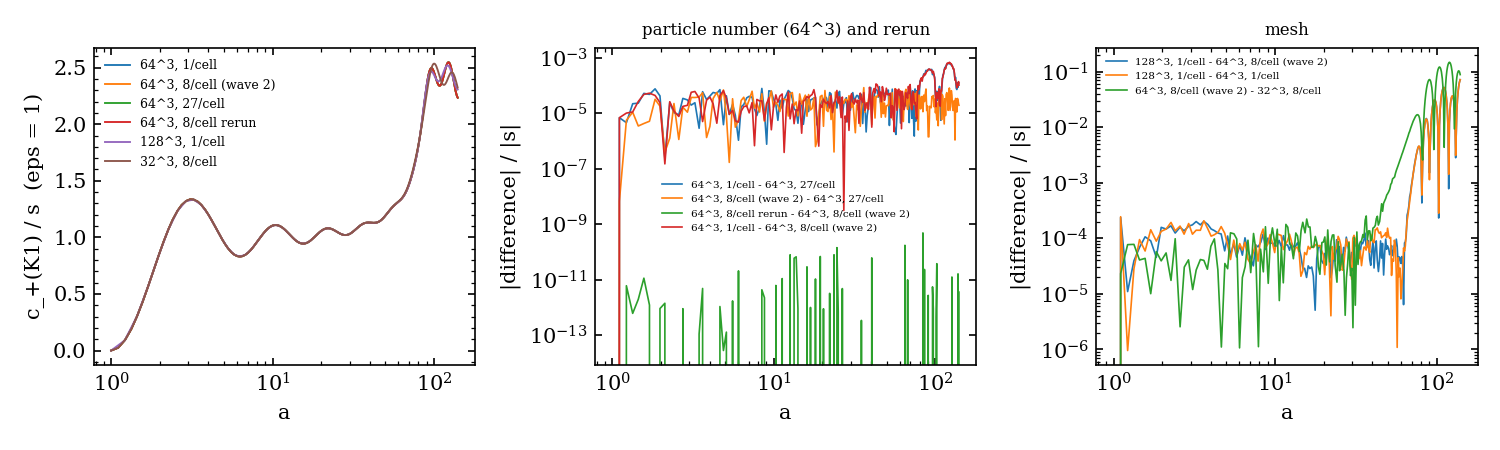 particle number (64^3) and rerun
mesh
c_+(K1) / s (eps = 1)
2.5
2.0
1.5
1.0
0.5
0.0
10^0
10^1
10^2
a
64^3, 1/cell
64^3, 8/cell (wave 2)
64^3, 27/cell
64^3, 8/cell rerun
128^3, 1/cell
32^3, 8/cell
|difference| / |s|
10^−3
10^−5
10^−7
10^−9
10^−11
10^−13
10^0
10^1
10^2
a
64^3, 1/cell - 64^3, 27/cell
64^3, 8/cell (wave 2) - 64^3, 27/cell
64^3, 8/cell rerun - 64^3, 8/cell (wave 2)
64^3, 1/cell - 64^3, 8/cell (wave 2)
|difference| / |s|
10^−1
10^−2
10^−3
10^−4
10^−5
10^−6
10^0
10^1
10^2
a
128^3, 1/cell - 64^3, 8/cell (wave 2)
128^3, 1/cell - 64^3, 1/cell
64^3, 8/cell (wave 2) - 32^3, 8/cell